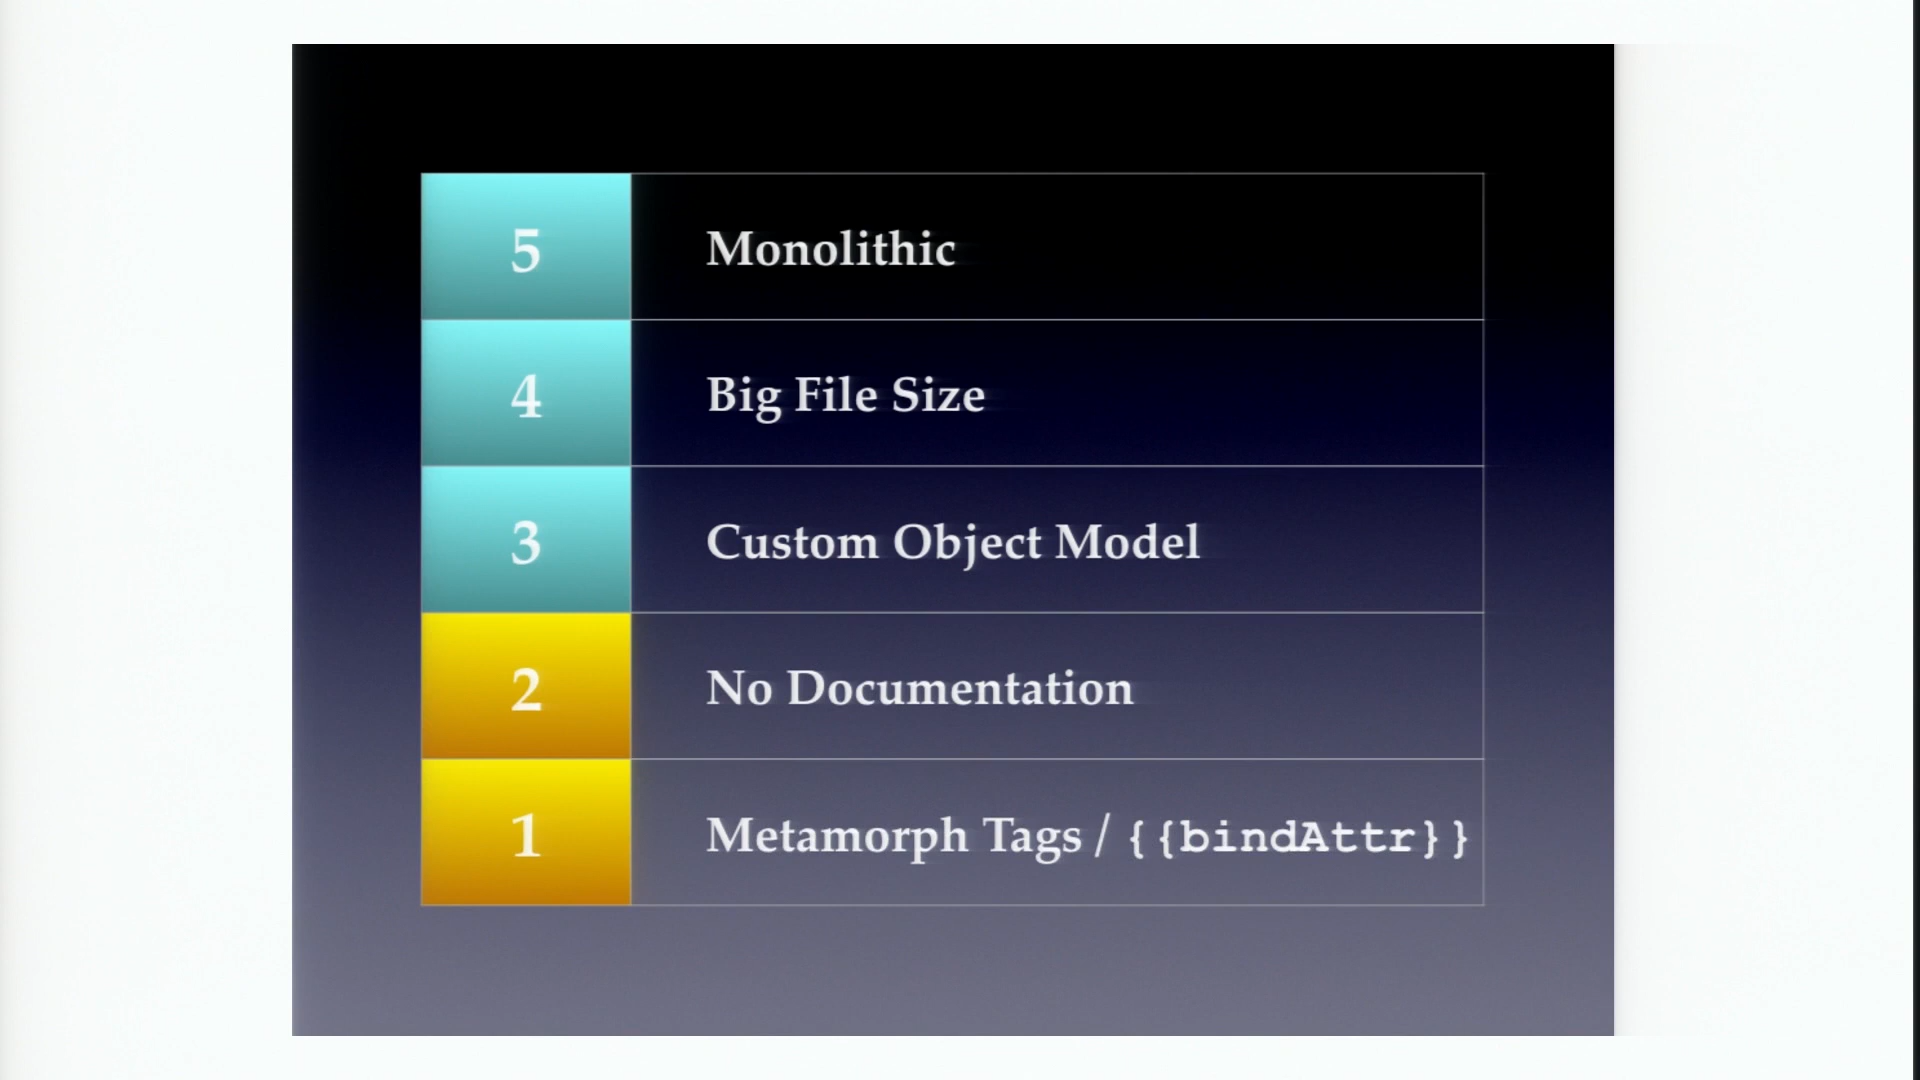 5 Monolithic
4 Big File Size
3 Custom Object Model
2 No Documentation
1 Metamorph Tags / {{bindAttr}}